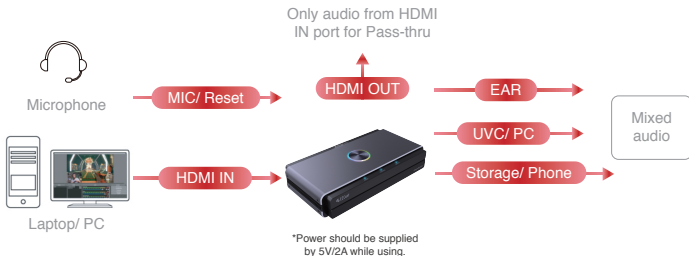 Only audio from HDMI
IN port for Pass-thru
Microphone
MIC/ Reset
HDMI OUT
EAR
UVC/ PC
Mixed
audio
HDMI IN
Storage/ Phone
Laptop/ PC
*Power should be supplied
by 5V/2A while using.